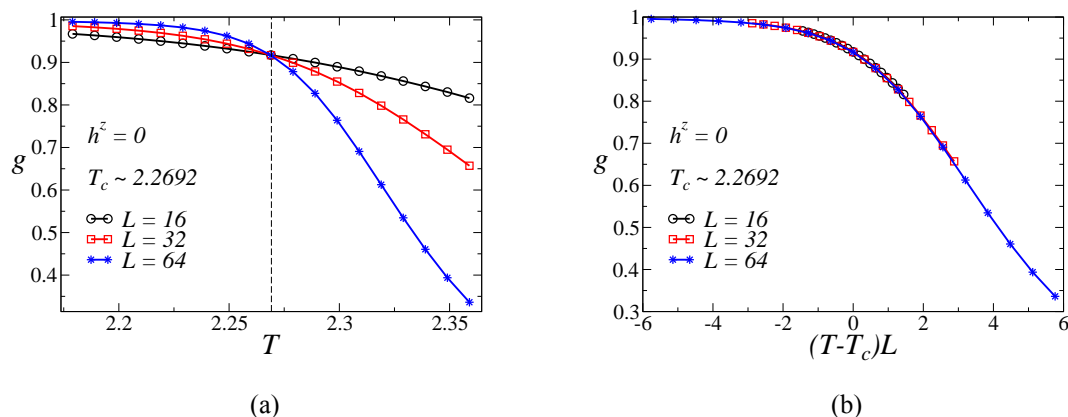 1
0.9
0.8
g
0.7
0.6
0.5
0.4
h^z = 0
T_c ~ 2.2692
L = 16
L = 32
L = 64
2.2
2.25
2.3
2.35
T
(a)
1
0.9
0.8
0.7
g
0.6
0.5
0.4
0.3
h^z = 0
T_c ~ 2.2692
L = 16
L = 32
L = 64
-6
-4
-2
0
2
4
6
(T-T_c)L
(b)